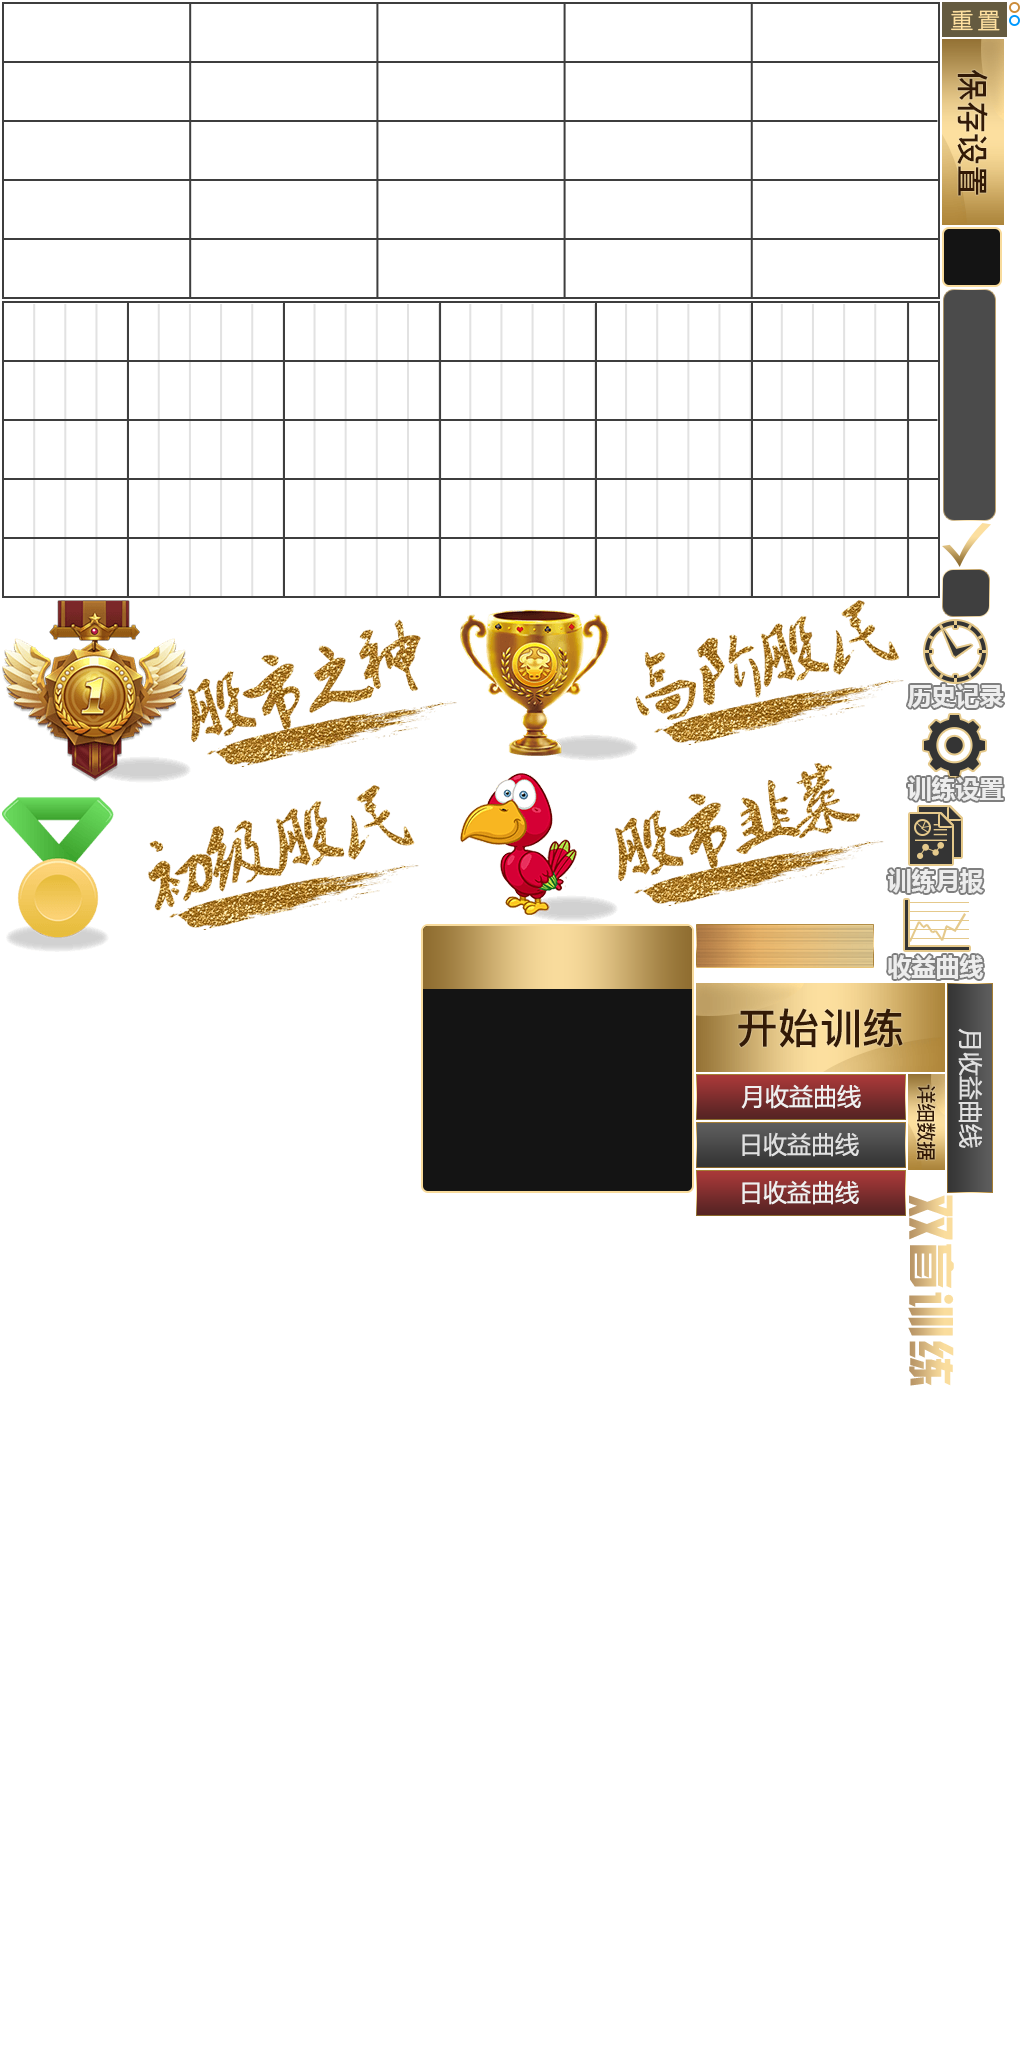 重置
保存设置
1
股市之神
高阶股民
历史记录
训练设置
初级股民
股市韭菜
训练月报
收益曲线
开始训练
月收益曲线
月收益曲线
详细数据
日收益曲线
日收益曲线
双盲训练